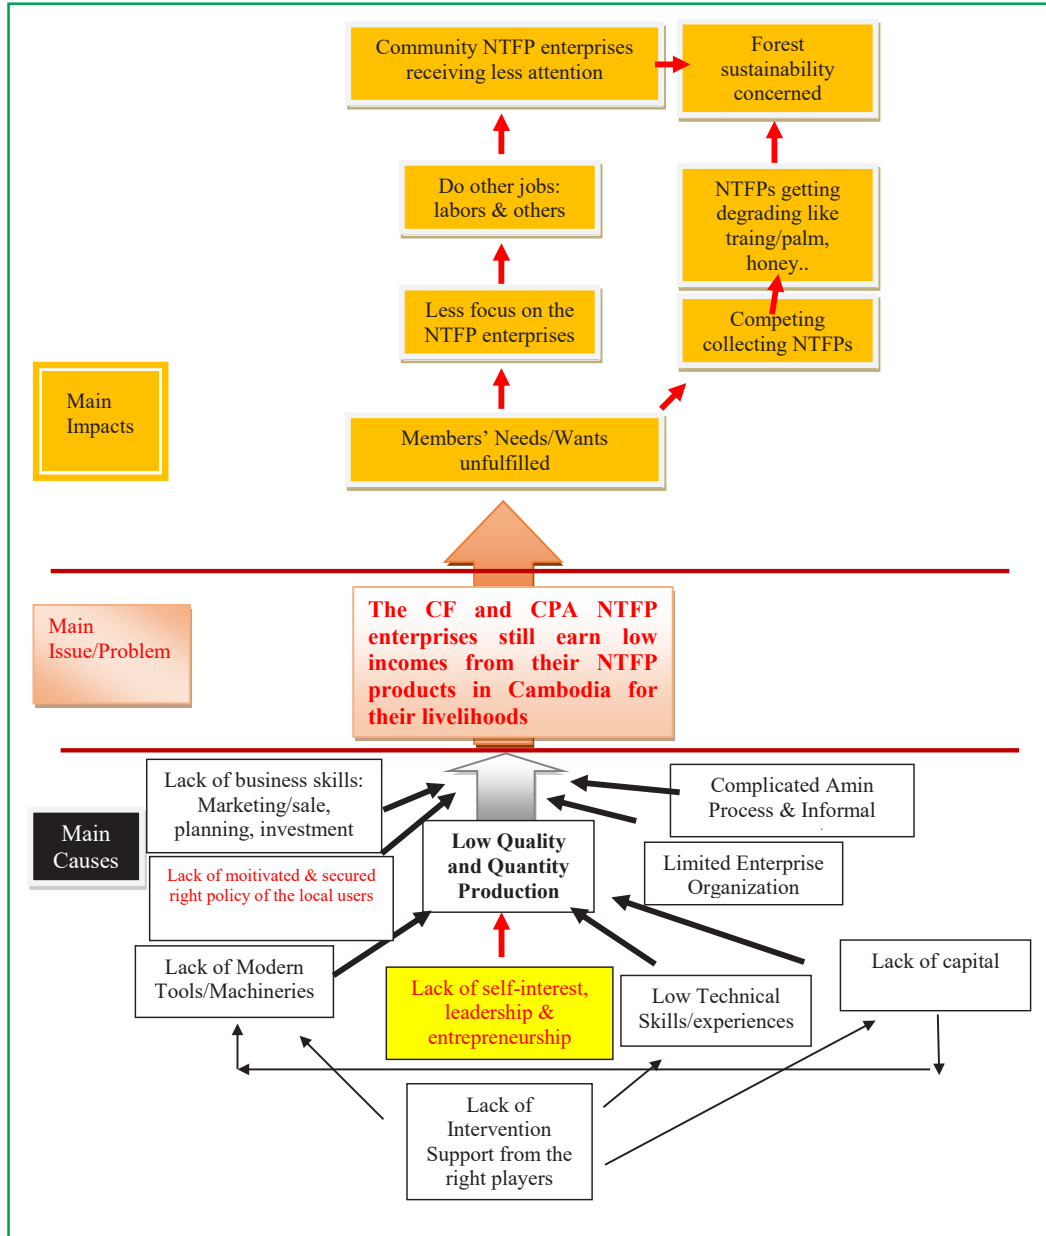 Community NTFP enterprises
receiving less attention
Forest
sustainability
concerned
Do other jobs:
labors & others
NTFPs getting
degrading like
traing/palm,
honey..
Less focus on the
NTFP enterprises
Competing
collecting NTFPs
Main
Impacts
Members’ Needs/Wants
unfulfilled
Main
Issue/Problem
The CF and CPA NTFP
enterprises still earn low
incomes from their NTFP
products in Cambodia for
their livelihoods
Main
Causes
Lack of business skills:
Marketing/sale,
planning, investment
Complicated Amin
Process & Informal
Low Quality
and Quantity
Production
Lack of moitivated & secured
right policy of the local users
Limited Enterprise
Organization
Lack of Modern
Tools/Machineries
Lack of self-interest,
leadership &
entrepreneurship
Low Technical
Skills/experiences
Lack of capital
Lack of
Intervention
Support from the
right players